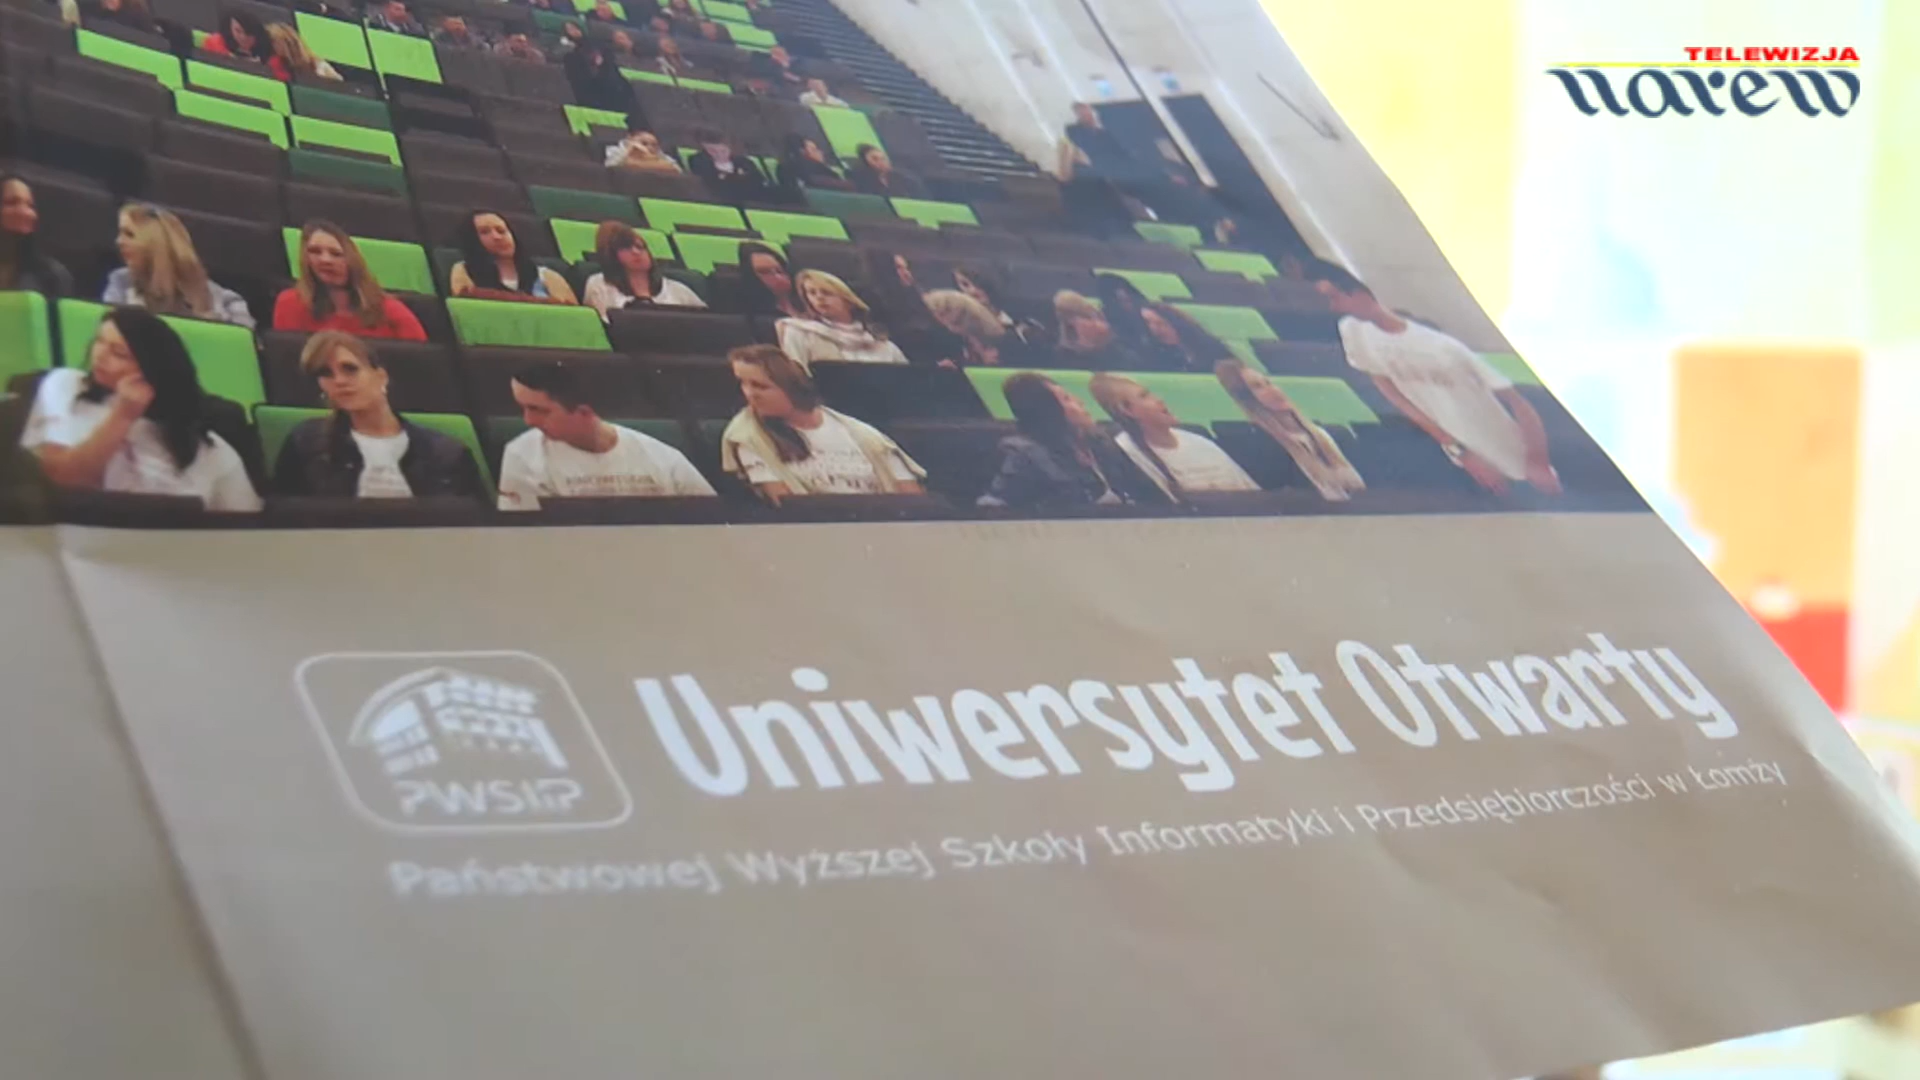 TELEWIZJA
narew
Uniwersytet Otwarty
PWSIiP
Państwowej Wyższej Szkoły Informatyki i Przedsiębiorczości w Łomży